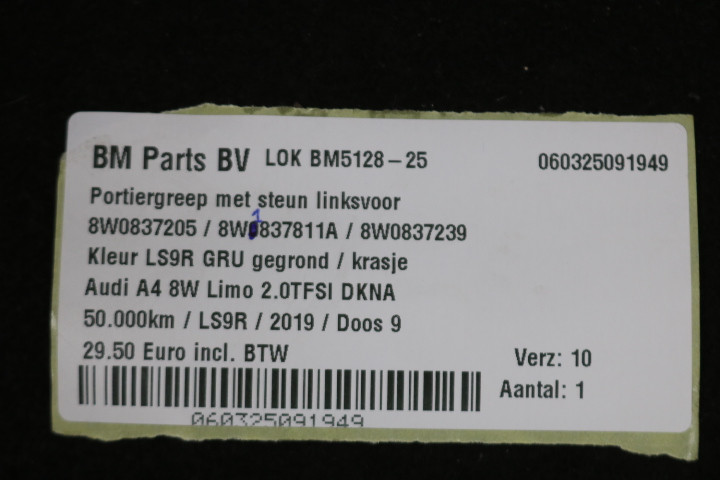 BM Parts BV LOK BM5128-25 060325091949
Portiergreep met steun linksvoor
8W0837205 / 8W1837811A / 8W0837239
Kleur LS9R GRU gegrond / krasje
Audi A4 8W Limo 2.0TFSI DKNA
50.000km / LS9R / 2019 / Doos 9
29.50 Euro incl. BTW Verz: 10
Aantal: 1
060325091949